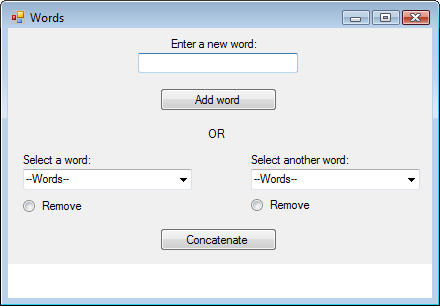 Words
Enter a new word:
Add word
OR
Select a word:
Select another word:
--Words--
--Words--
Remove
Remove
Concatenate